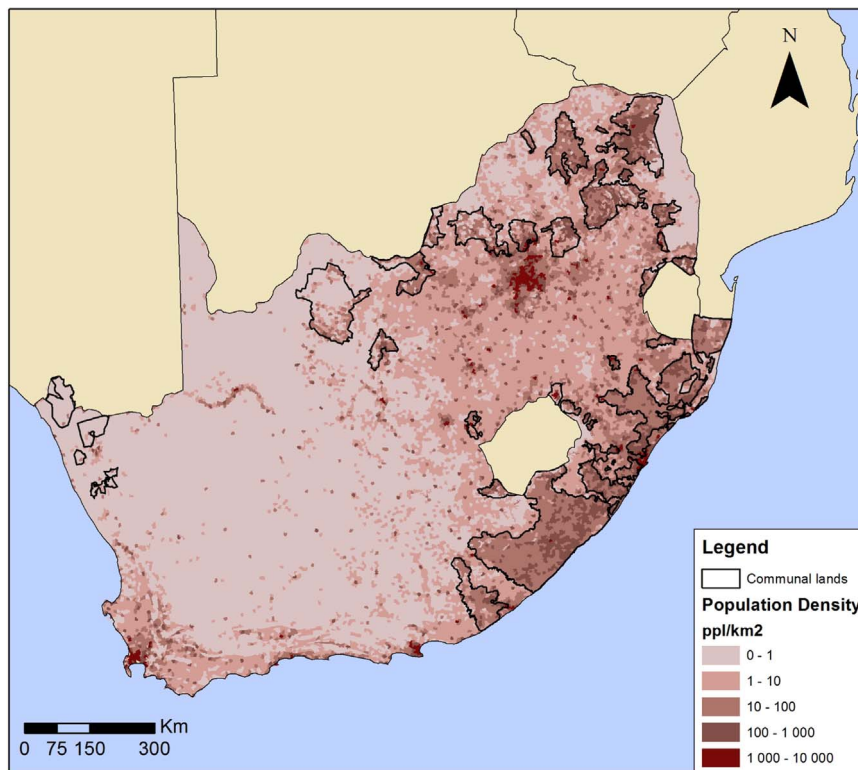 N
Legend
Communal lands
Population Density
ppl/km2
0 - 1
1 - 10
10 - 100
100 - 1 000
1 000 - 10 000
Km
0 75 150 300